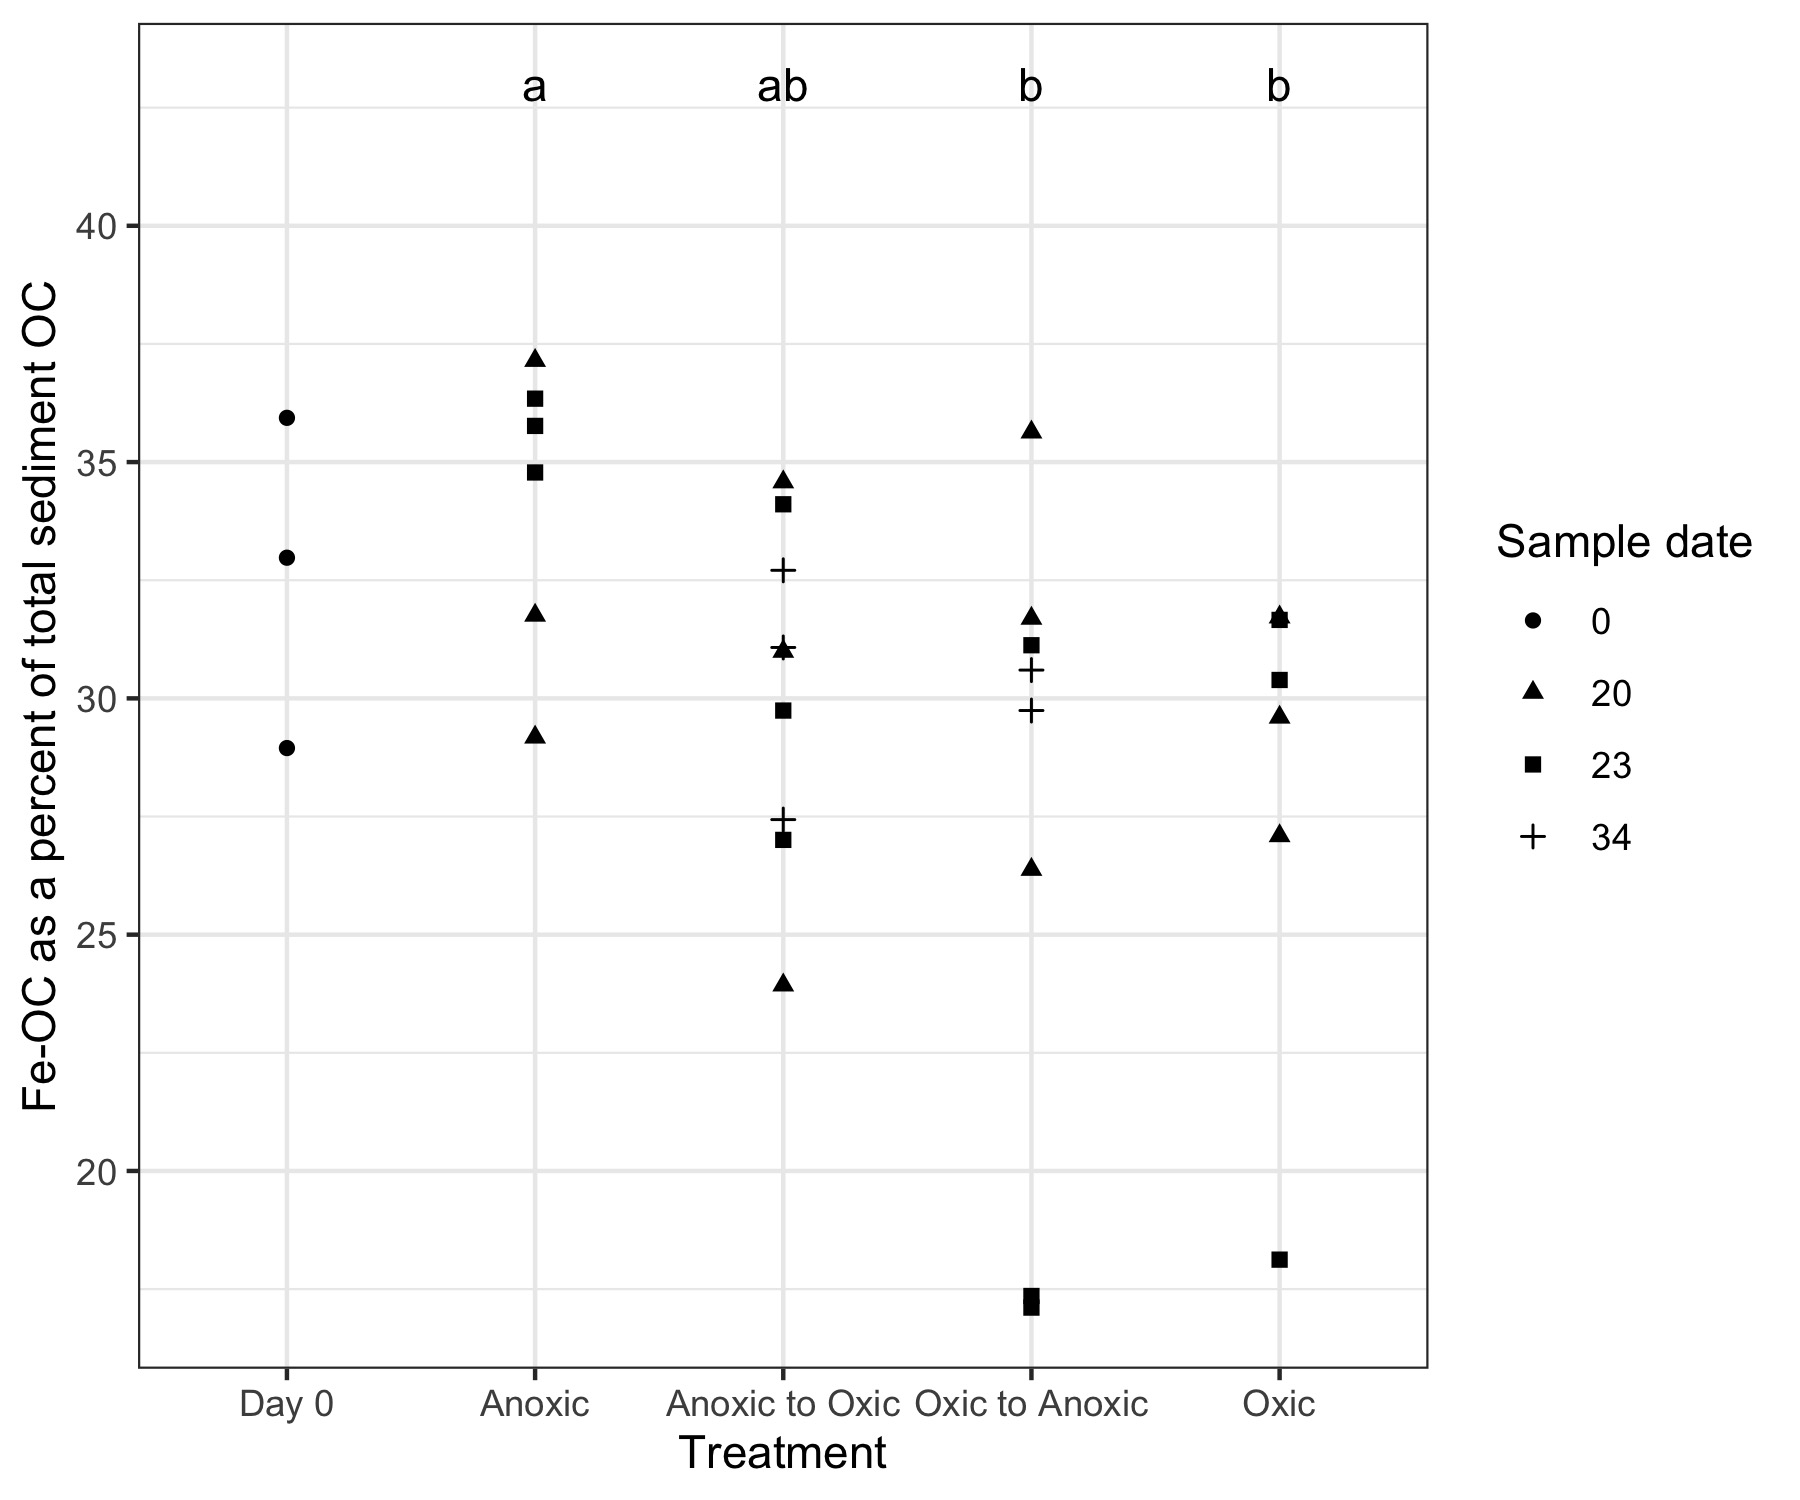 a ab b b
40
35
30
25
20
Fe-OC as a percent of total sediment OC
Day 0 Anoxic Anoxic to Oxic Oxic to Anoxic Oxic
Treatment
Sample date
0
20
23
34